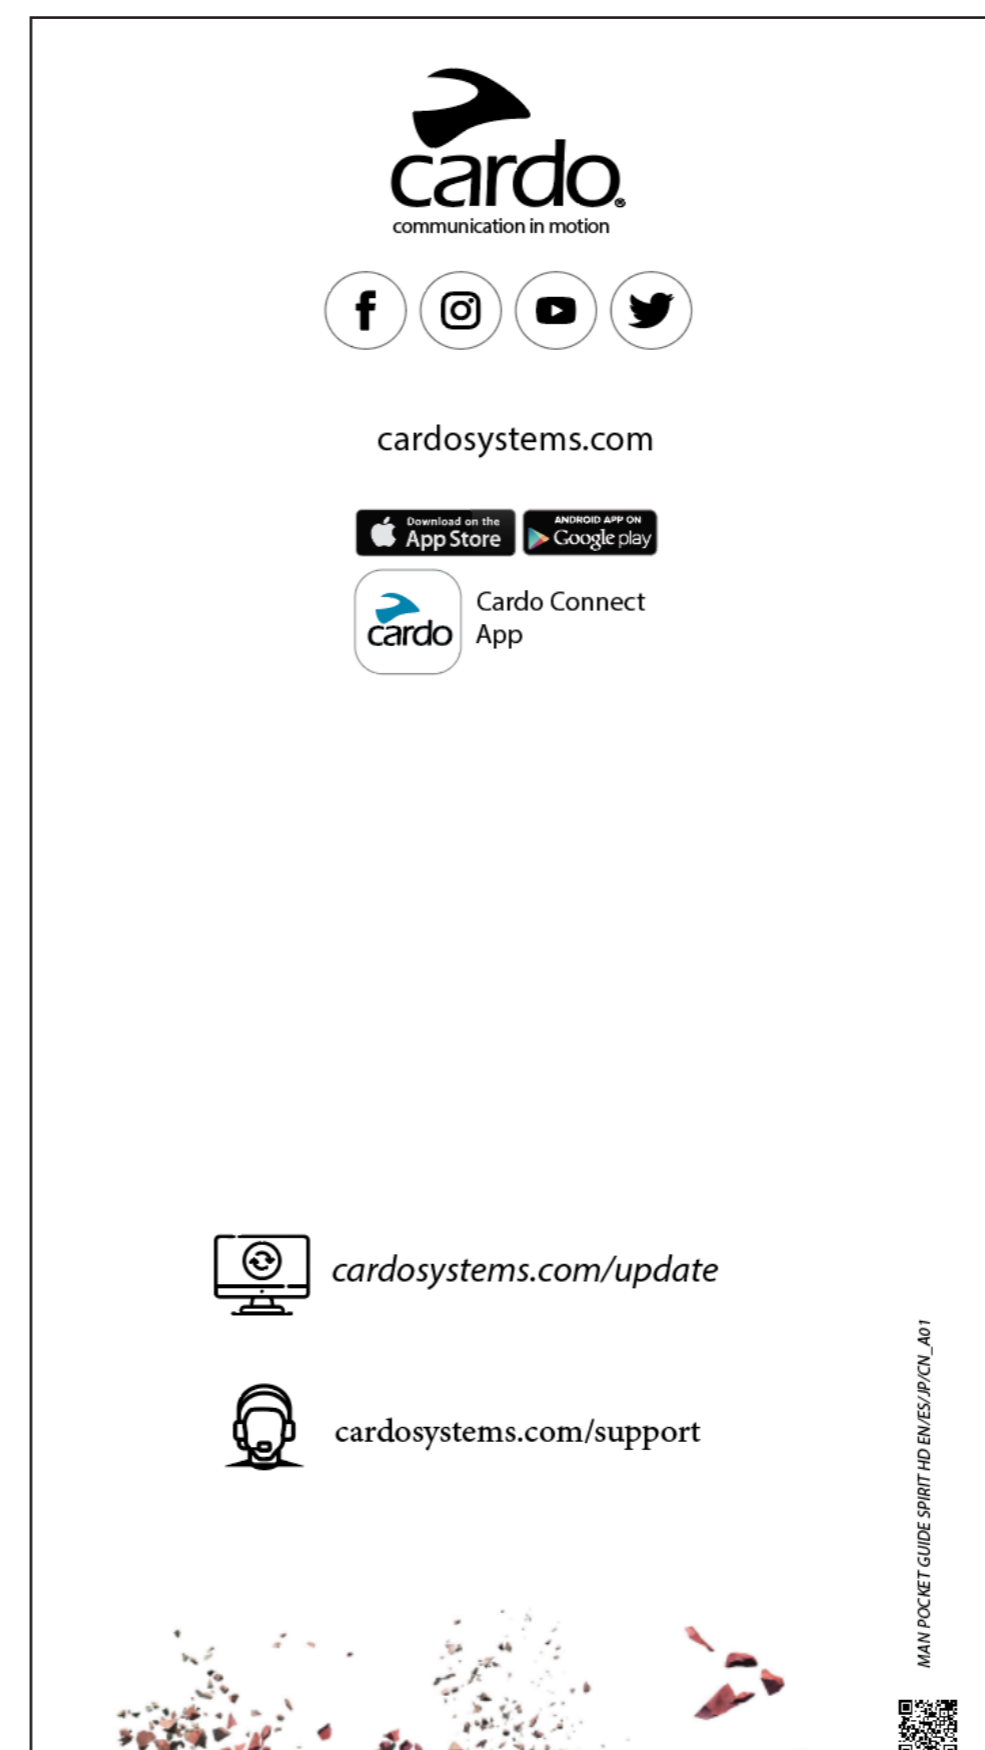 cardo®
communication in motion
cardosystems.com
Download on the
App Store
ANDROID APP ON
Google play
cardo
Cardo Connect
App
cardosystems.com/update
cardosystems.com/support
MAN POCKET GUIDE SPIRIT HD EN/ES/JP/CN_A01